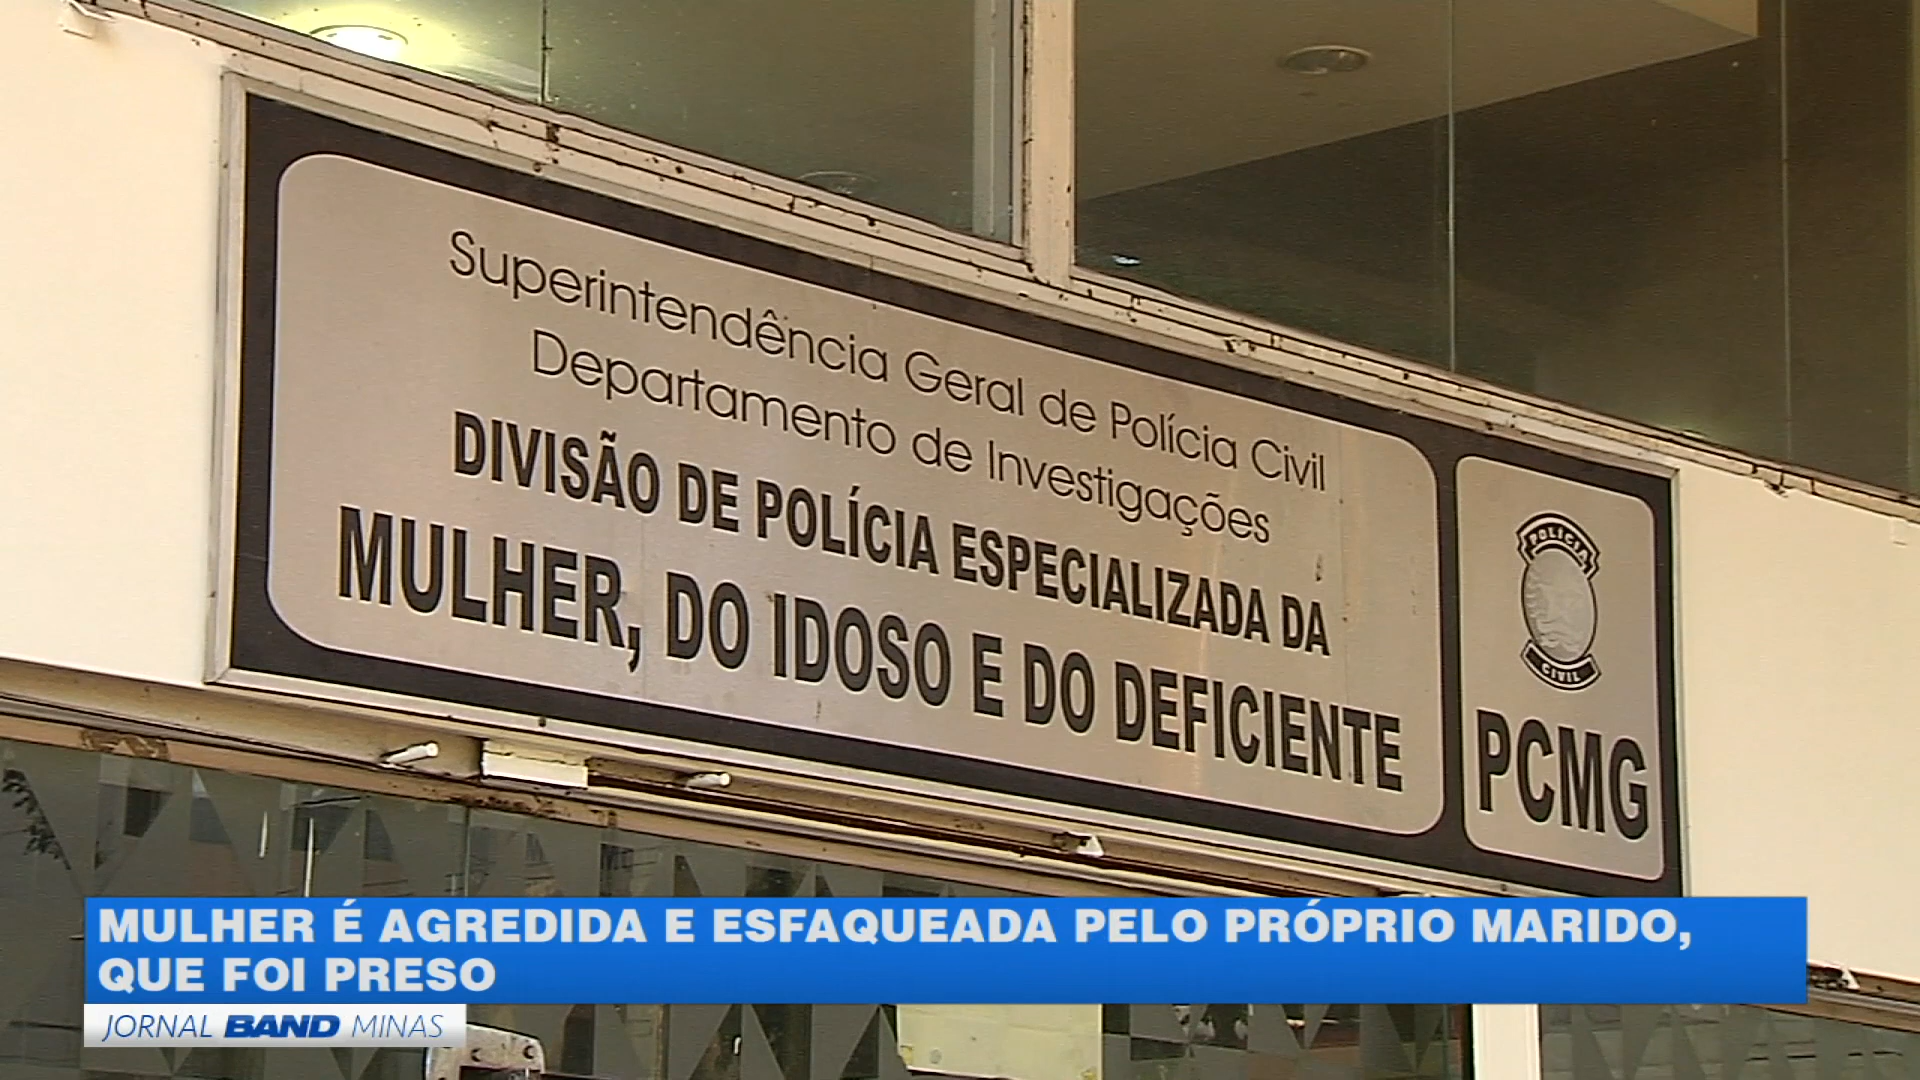 Superintendência Geral de Polícia Civil
Departamento de Investigações
DIVISÃO DE POLÍCIA ESPECIALIZADA DA
MULHER, DO IDOSO E DO DEFICIENTE
POLÍCIA
CIVIL
PCMG
MULHER É AGREDIDA E ESFAQUEADA PELO PRÓPRIO MARIDO,
QUE FOI PRESO
JORNAL BAND MINAS